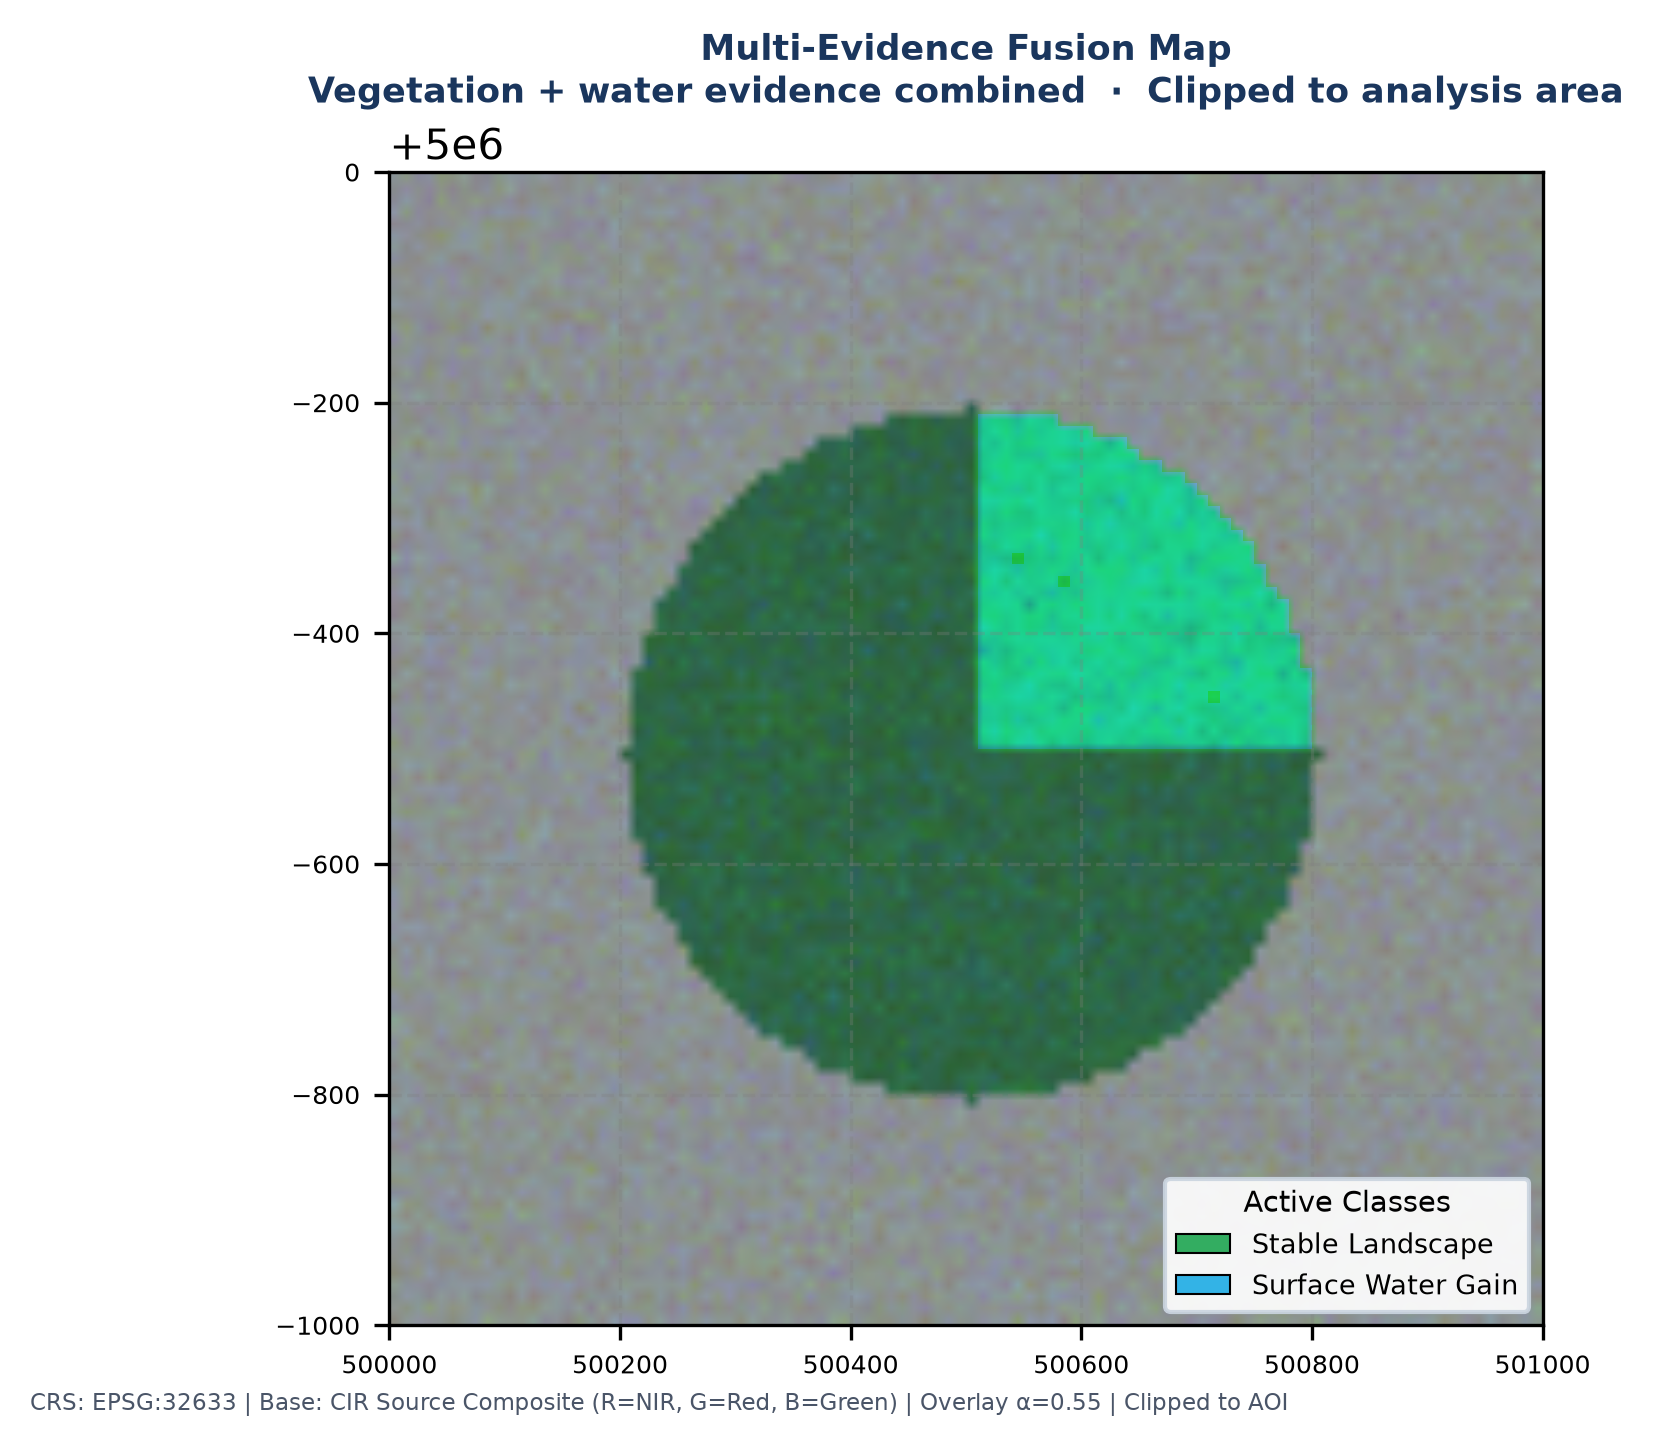 Multi-Evidence Fusion Map
Vegetation + water evidence combined · Clipped to analysis area
+5e6
0
−200
−400
−600
−800
−1000
Active Classes
Stable Landscape
Surface Water Gain
500000 500200 500400 500600 500800 501000
CRS: EPSG:32633 | Base: CIR Source Composite (R=NIR, G=Red, B=Green) | Overlay α=0.55 | Clipped to AOI